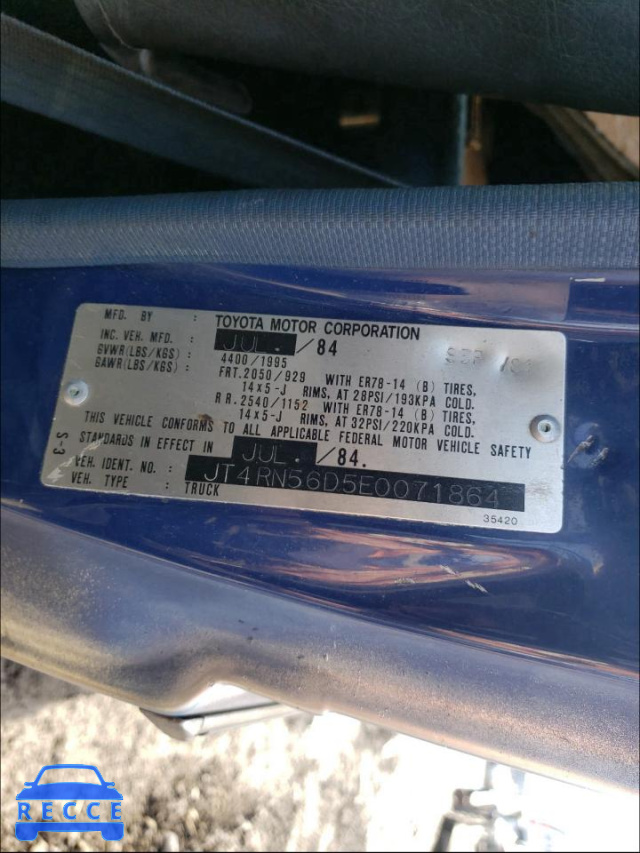 MFD. BY : TOYOTA MOTOR CORPORATION
INC. VEH. MFD. : JUL. /84
GVWR(LBS/KGS) : 4400/1995
GAWR(LBS/KGS) : FRT.2050/929 WITH ER78-14 (B) TIRES,
14x5-J RIMS, AT 28PSI/193KPA COLD.
RR.2540/1152 WITH ER78-14 (B) TIRES,
14x5-J RIMS, AT 32PSI/220KPA COLD.
THIS VEHICLE CONFORMS TO ALL APPLICABLE FEDERAL MOTOR VEHICLE SAFETY
STANDARDS IN EFFECT IN JUL. /84.
VEH. IDENT. NO. : JT4RN56D5E0071864
VEH. TYPE : TRUCK
35420
S-3
RECCE